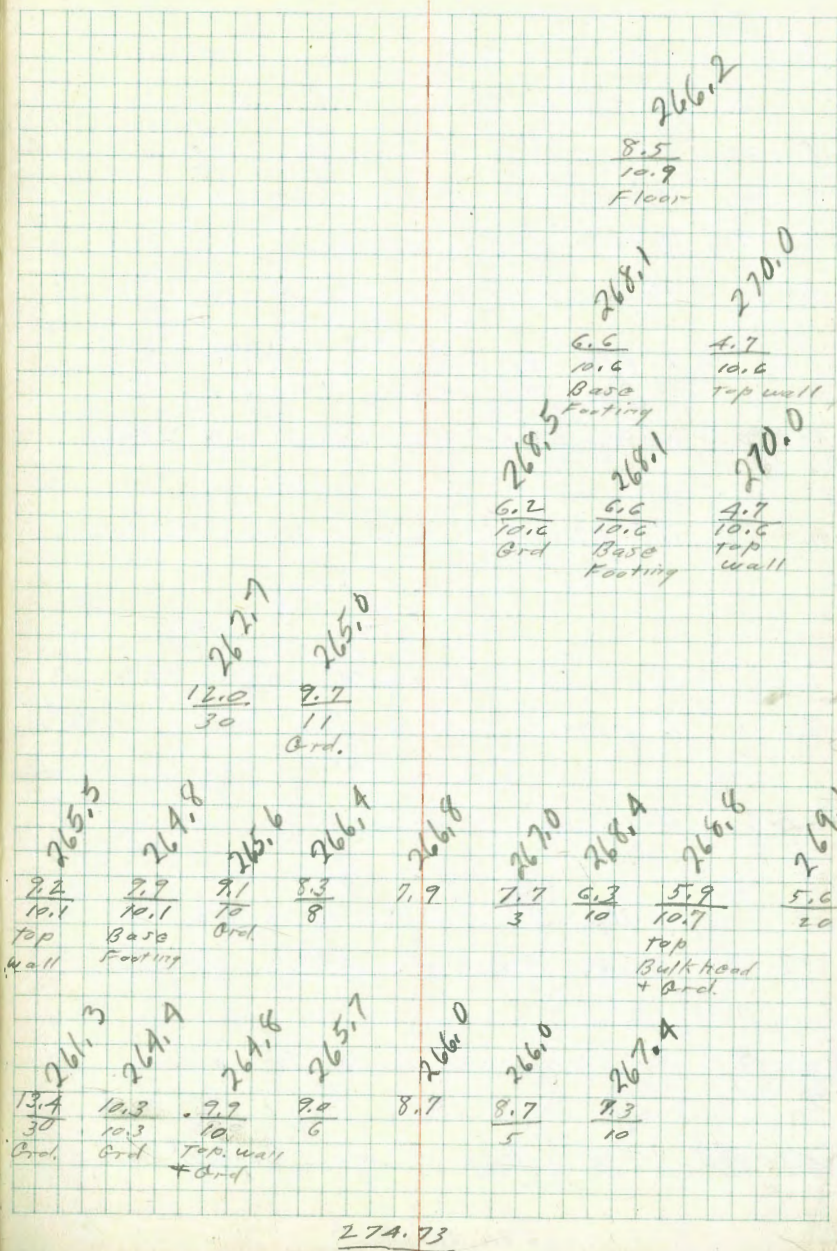 266.2
8.5
10.9
Floor
268.1 270.0
6.6 4.7
10.6 10.6
Base Top wall
Footing
268.5 268.1 270.0
6.2 6.6 4.7
10.6 10.6 10.6
Grd Base Top
Footing wall
262.7 265.0
12.0 9.7
30 11
Grd.
265.5 264.8 265.6 266.4 266.8 267.0 268.4 268.8 269.
9.2 9.9 9.1 8.3 7.9 7.7 6.3 5.9 5.6
10.1 10.1 10 8 3 10 10.7 20
Top Base Grd. Top
wall Footing Bulkhead
+ Grd.
261.3 264.4 264.8 265.7 266.0 266.0 267.4
13.4 10.3 9.9 9.0 8.7 8.7 7.3
30 10.3 10 6 5 10
Grd. Grd Top. wall
+ Grd
274.73